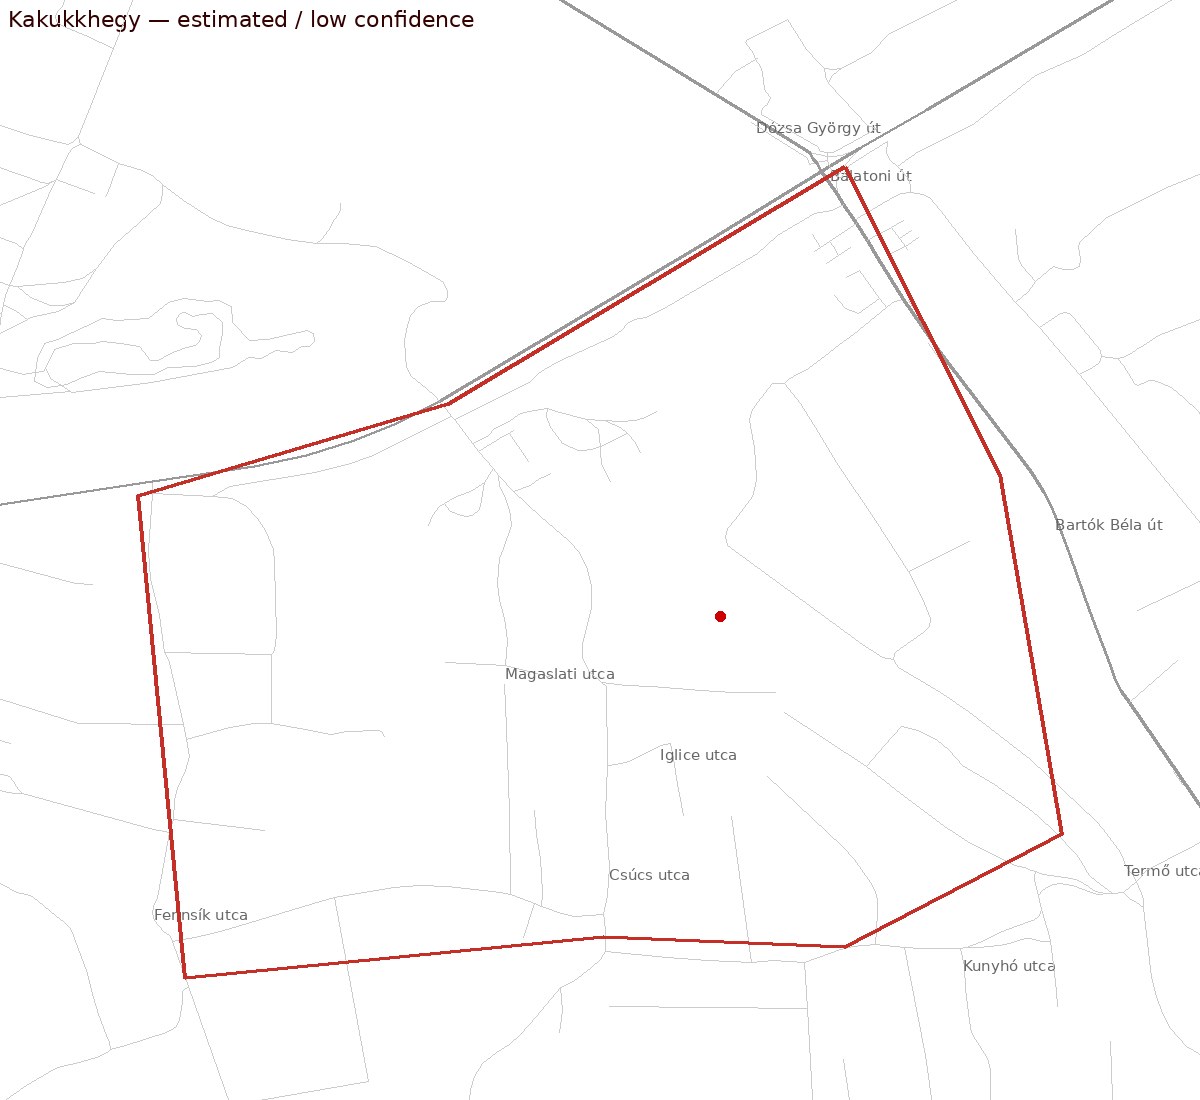 Kakukkhegy — estimated / low confidence
Dózsa György út
Balatoni út
Bartók Béla út
Magaslati utca
Iglice utca
Csúcs utca
Termő utca
Fennsík utca
Kunyhó utca